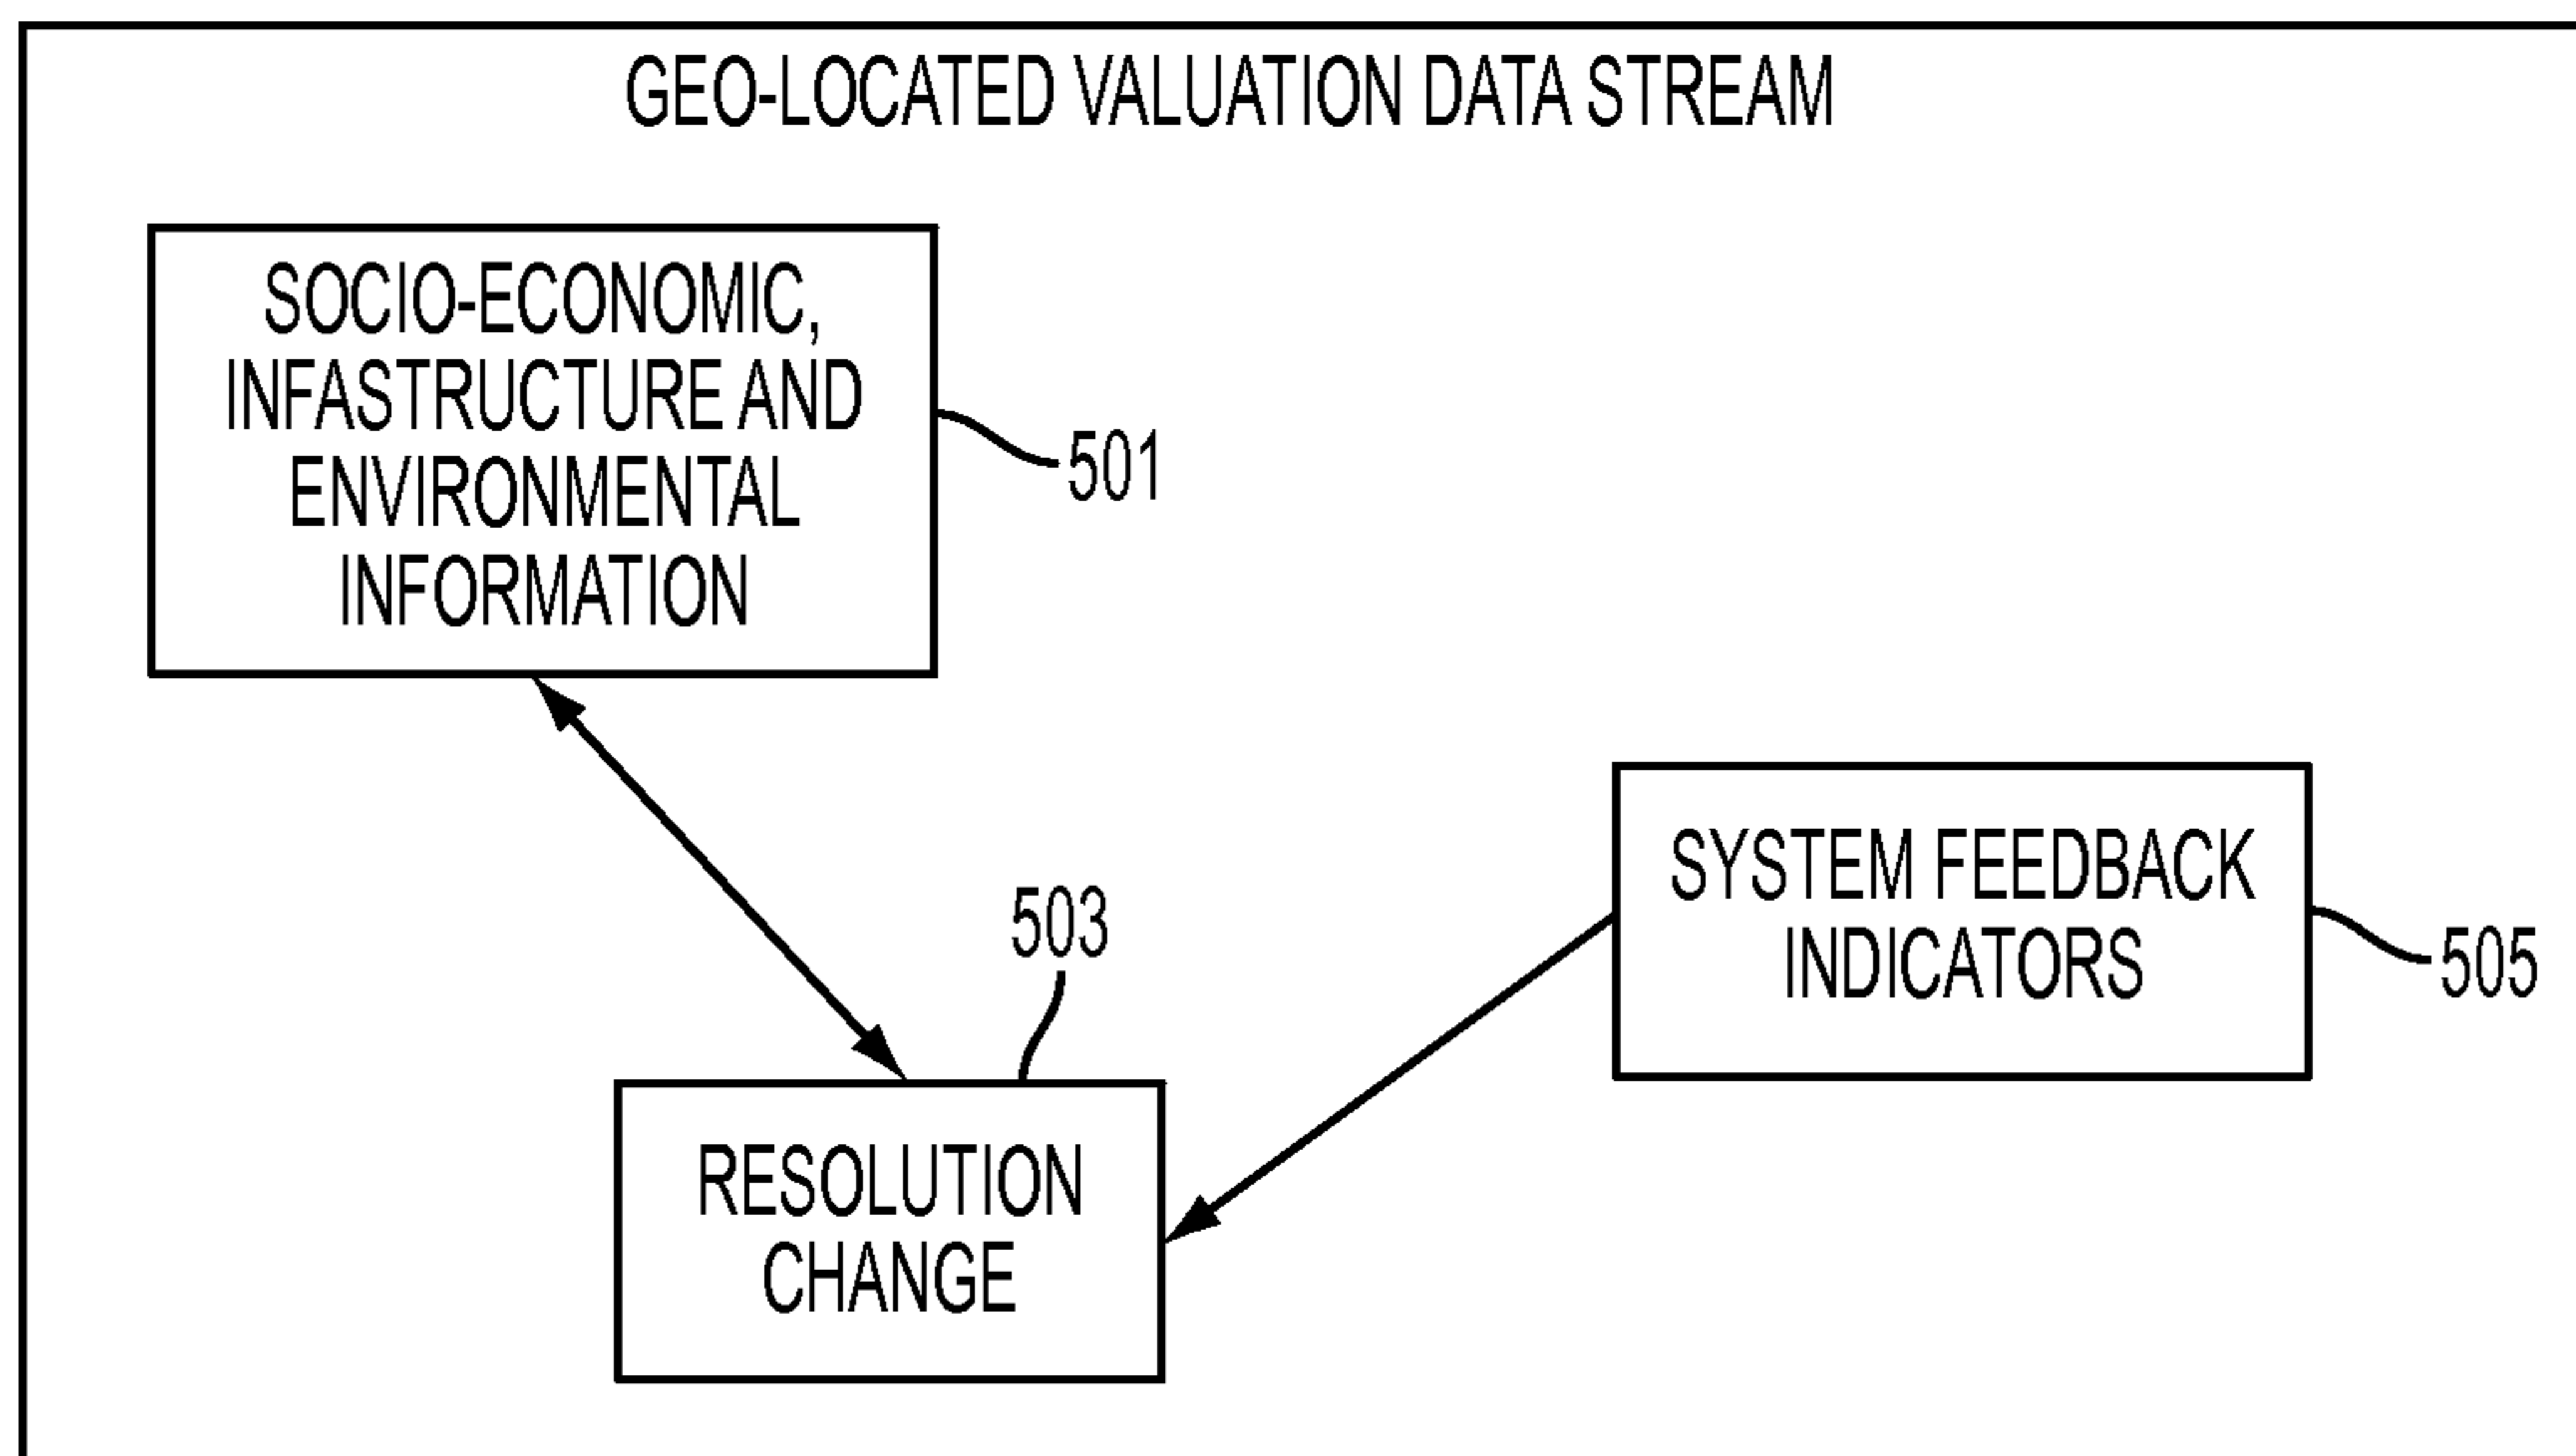 GEO-LOCATED VALUATION DATA STREAM
SOCIO-ECONOMIC,
INFASTRUCTURE AND
ENVIRONMENTAL
INFORMATION
501
503
SYSTEM FEEDBACK
INDICATORS
505
RESOLUTION
CHANGE